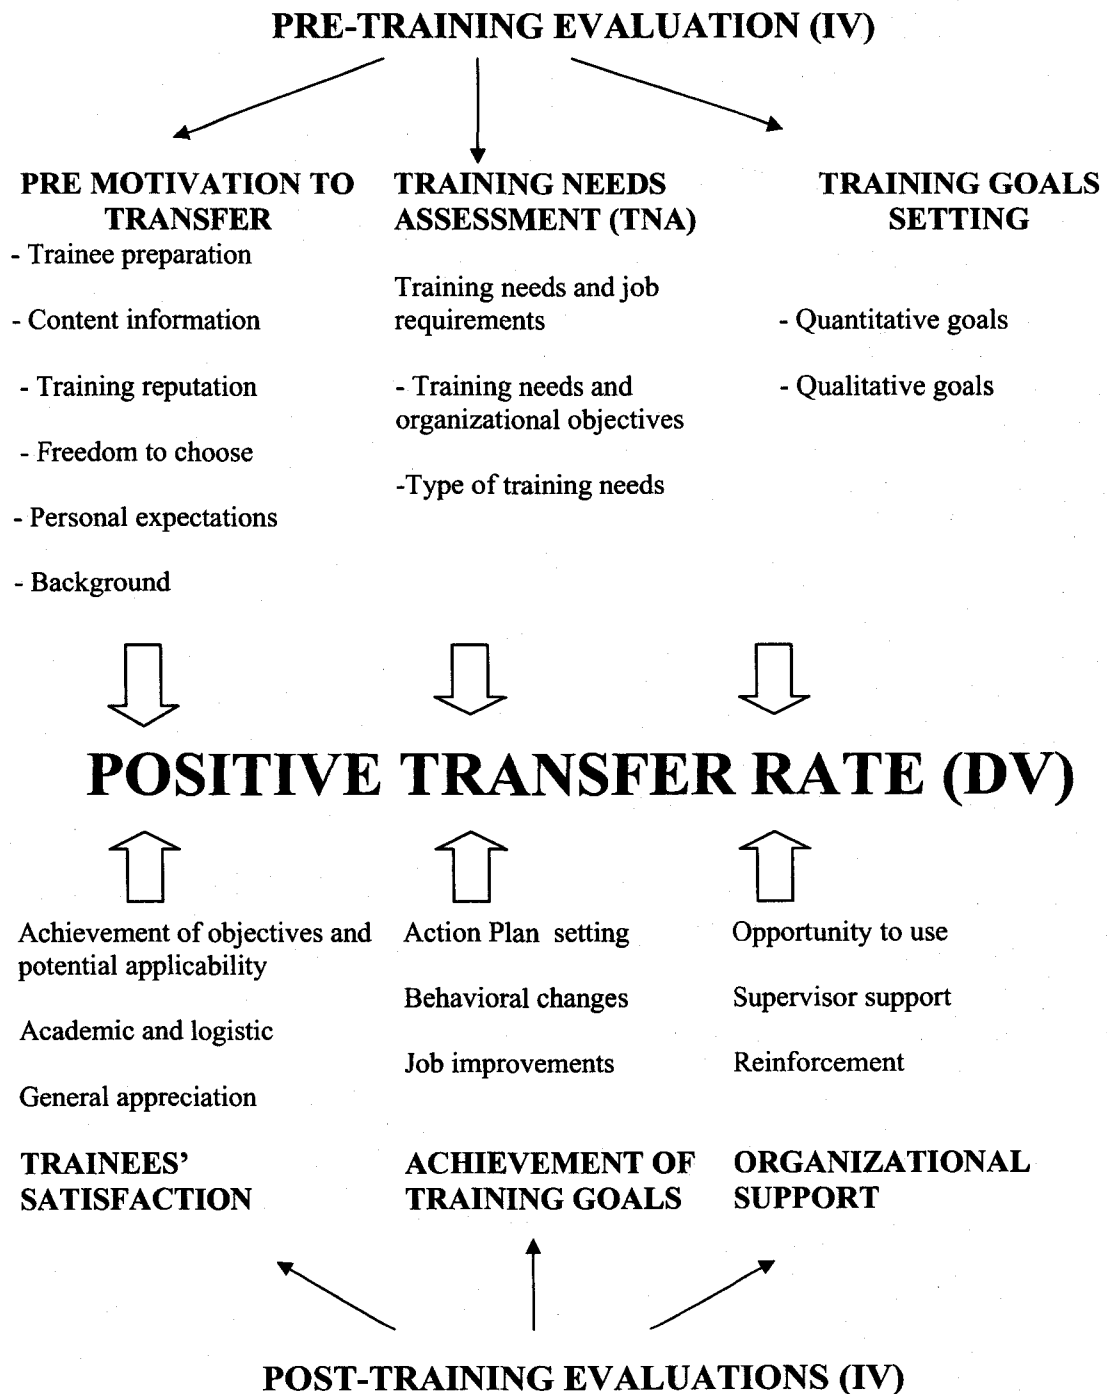 PRE-TRAINING EVALUATION (IV)
PRE MOTIVATION TO
TRANSFER
- Trainee preparation
- Content information
- Training reputation
- Freedom to choose
- Personal expectations
- Background
TRAINING NEEDS
ASSESSMENT (TNA)
Training needs and job
requirements
- Training needs and
organizational objectives
-Type of training needs
TRAINING GOALS
SETTING
- Quantitative goals
- Qualitative goals
POSITIVE TRANSFER RATE (DV)
Achievement of objectives and
potential applicability
Academic and logistic
General appreciation
TRAINEES’
SATISFACTION
Action Plan setting
Behavioral changes
Job improvements
ACHIEVEMENT OF
TRAINING GOALS
Opportunity to use
Supervisor support
Reinforcement
ORGANIZATIONAL
SUPPORT
POST-TRAINING EVALUATIONS (IV)